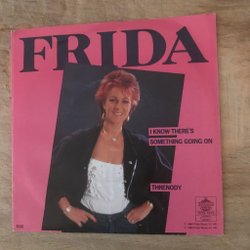 FRIDA
I KNOW THERE'S
SOMETHING GOING ON
THRENODY